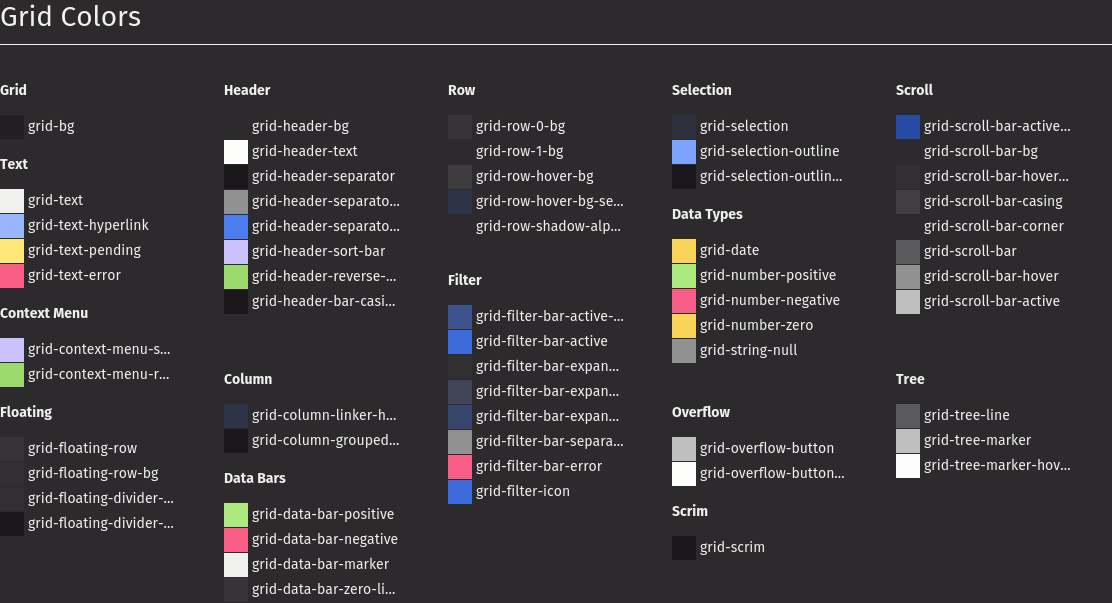 Grid Colors
Grid
grid-bg
Text
grid-text
grid-text-hyperlink
grid-text-pending
grid-text-error
Context Menu
grid-context-menu-s...
grid-context-menu-r...
Floating
grid-floating-row
grid-floating-row-bg
grid-floating-divider-...
grid-floating-divider-...
Header
grid-header-bg
grid-header-text
grid-header-separator
grid-header-separato...
grid-header-separato...
grid-header-sort-bar
grid-header-reverse-...
grid-header-bar-casi...
Column
grid-column-linker-h...
grid-column-grouped...
Data Bars
grid-data-bar-positive
grid-data-bar-negative
grid-data-bar-marker
grid-data-bar-zero-li...
Row
grid-row-0-bg
grid-row-1-bg
grid-row-hover-bg
grid-row-hover-bg-se...
grid-row-shadow-alp...
Filter
grid-filter-bar-active-...
grid-filter-bar-active
grid-filter-bar-expan...
grid-filter-bar-expan...
grid-filter-bar-expan...
grid-filter-bar-separa...
grid-filter-bar-error
grid-filter-icon
Selection
grid-selection
grid-selection-outline
grid-selection-outlin...
Data Types
grid-date
grid-number-positive
grid-number-negative
grid-number-zero
grid-string-null
Overflow
grid-overflow-button
grid-overflow-button...
Scrim
grid-scrim
Scroll
grid-scroll-bar-active...
grid-scroll-bar-bg
grid-scroll-bar-hover...
grid-scroll-bar-casing
grid-scroll-bar-corner
grid-scroll-bar
grid-scroll-bar-hover
grid-scroll-bar-active
Tree
grid-tree-line
grid-tree-marker
grid-tree-marker-hov...